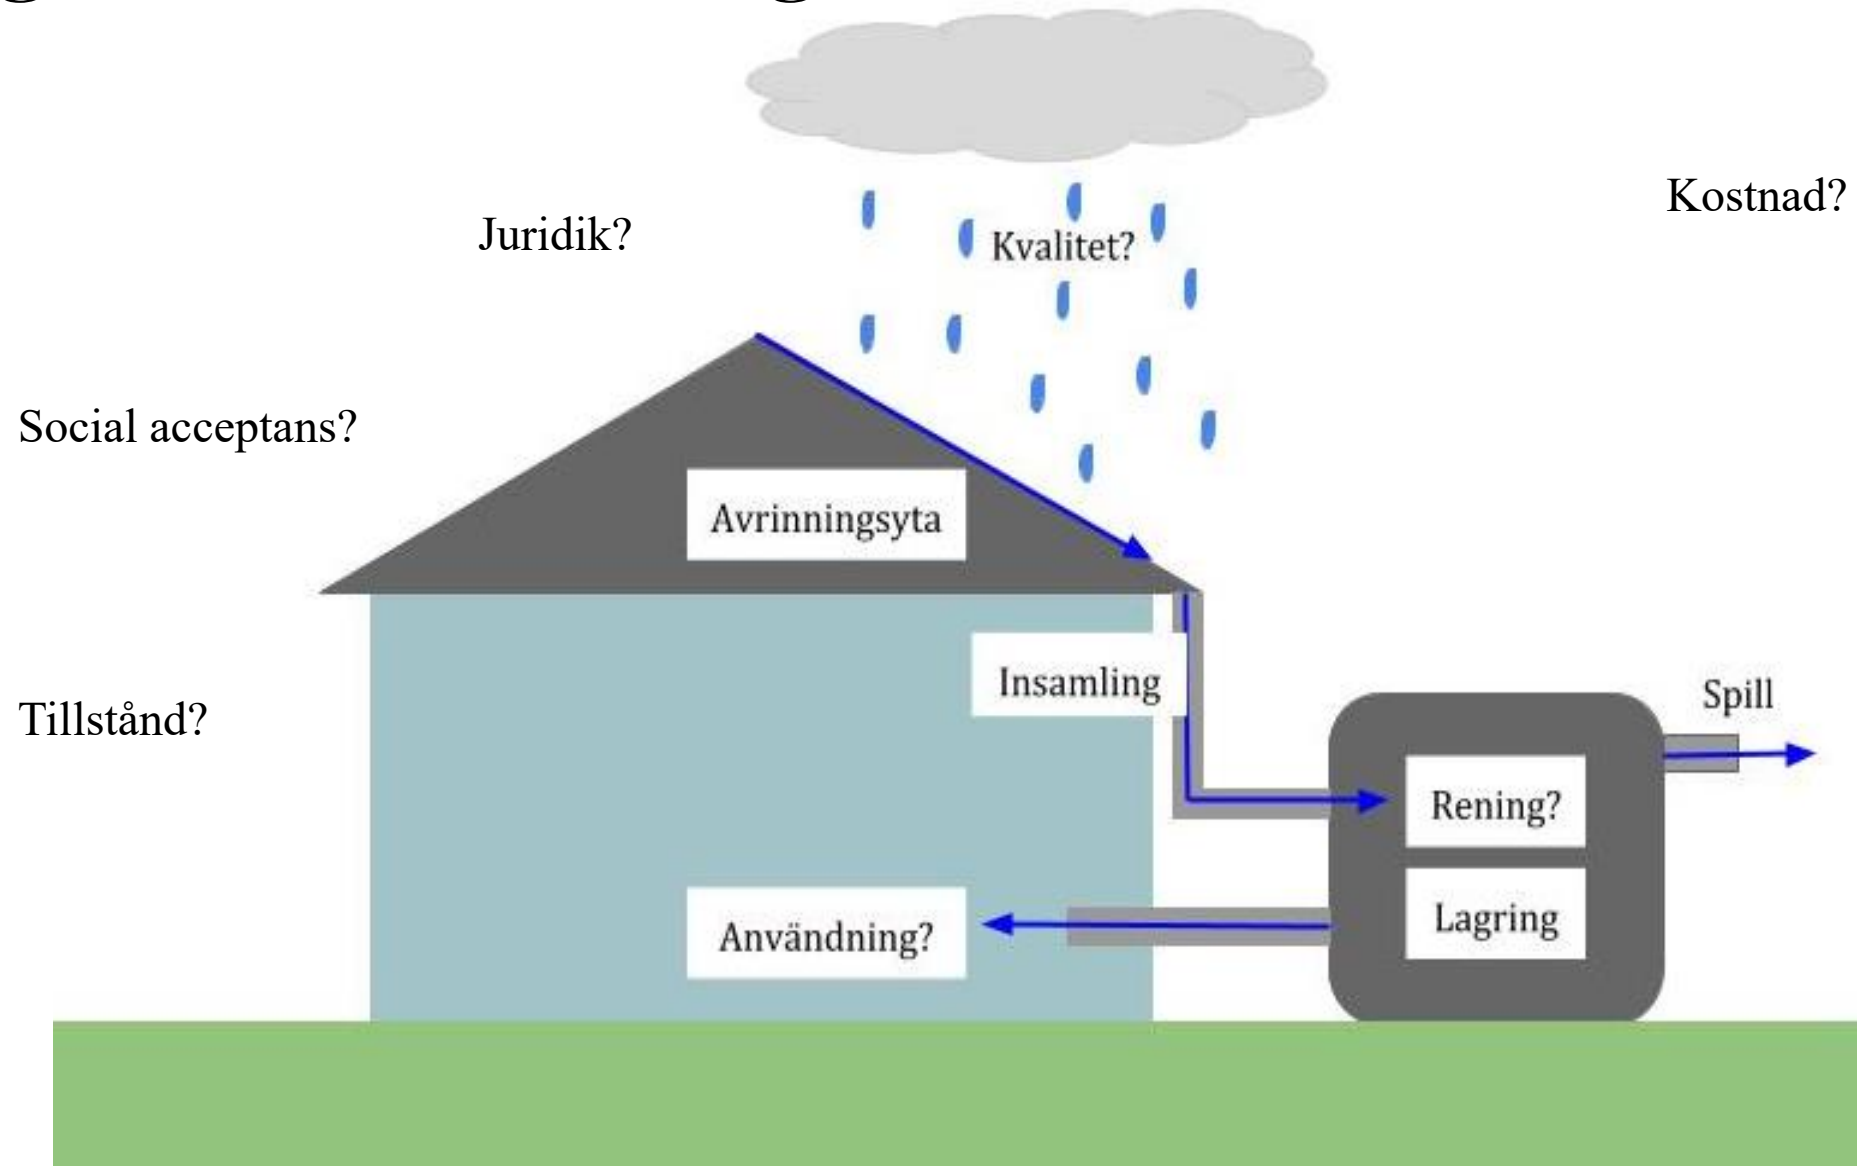 Kostnad?
Juridik?
Kvalitet?
Social acceptans?
Avrinningsyta
Insamling
Spill
Tillstånd?
Rening?
Lagring
Användning?